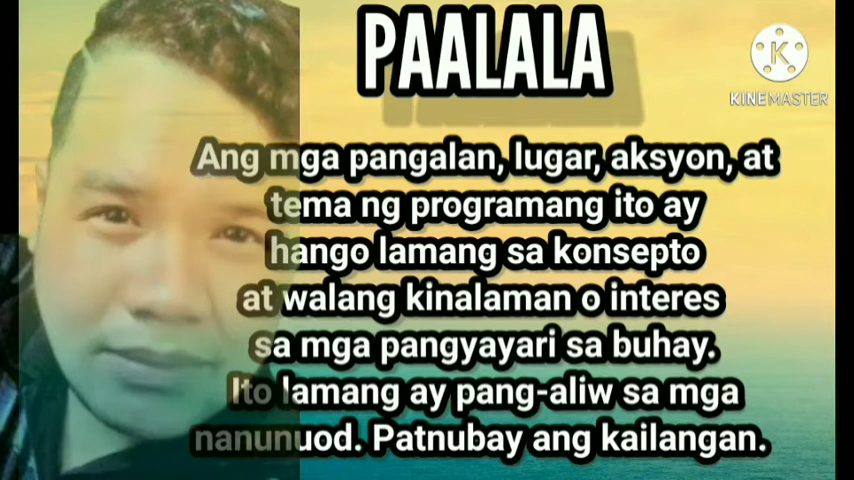 PAALALA
KINEMASTER
Ang mga pangalan, lugar, aksyon, at
tema ng programang ito ay
hango lamang sa konsepto
at walang kinalaman o interes
sa mga pangyayari sa buhay.
Ito lamang ay pang-aliw sa mga
nanunuod. Patnubay ang kailangan.